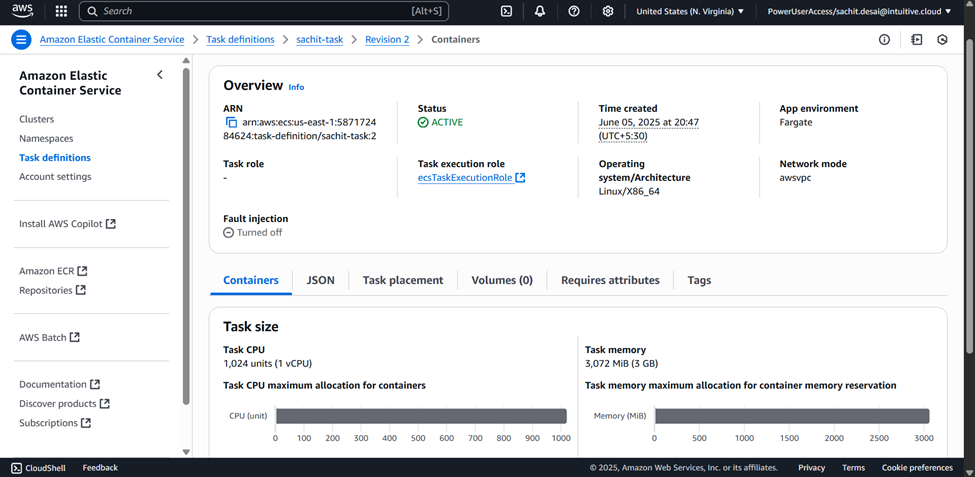 aws
Search [Alt+S]
United States (N. Virginia)
PowerUserAccess/sachit.desai@intuitive.cloud
Amazon Elastic Container Service
Task definitions
sachit-task
Revision 2
Containers
Amazon Elastic
Container Service
Clusters
Namespaces
Task definitions
Account settings
Install AWS Copilot
Amazon ECR
Repositories
AWS Batch
Documentation
Discover products
Subscriptions
Overview Info
ARN
arn:aws:ecs:us-east-1:5871724
84624:task-definition/sachit-task:2
Status
ACTIVE
Time created
June 05, 2025 at 20:47
(UTC+5:30)
App environment
Fargate
Task role
-
Task execution role
ecsTaskExecutionRole
Operating
system/Architecture
Linux/X86_64
Network mode
awsvpc
Fault injection
Turned off
Containers JSON Task placement Volumes (0) Requires attributes Tags
Task size
Task CPU
1,024 units (1 vCPU)
Task CPU maximum allocation for containers
CPU (unit)
0 100 200 300 400 500 600 700 800 900 1000
Task memory
3,072 MiB (3 GB)
Task memory maximum allocation for container memory reservation
Memory (MiB)
0 500 1000 1500 2000 2500 3000
CloudShell Feedback © 2025, Amazon Web Services, Inc. or its affiliates. Privacy Terms Cookie preferences